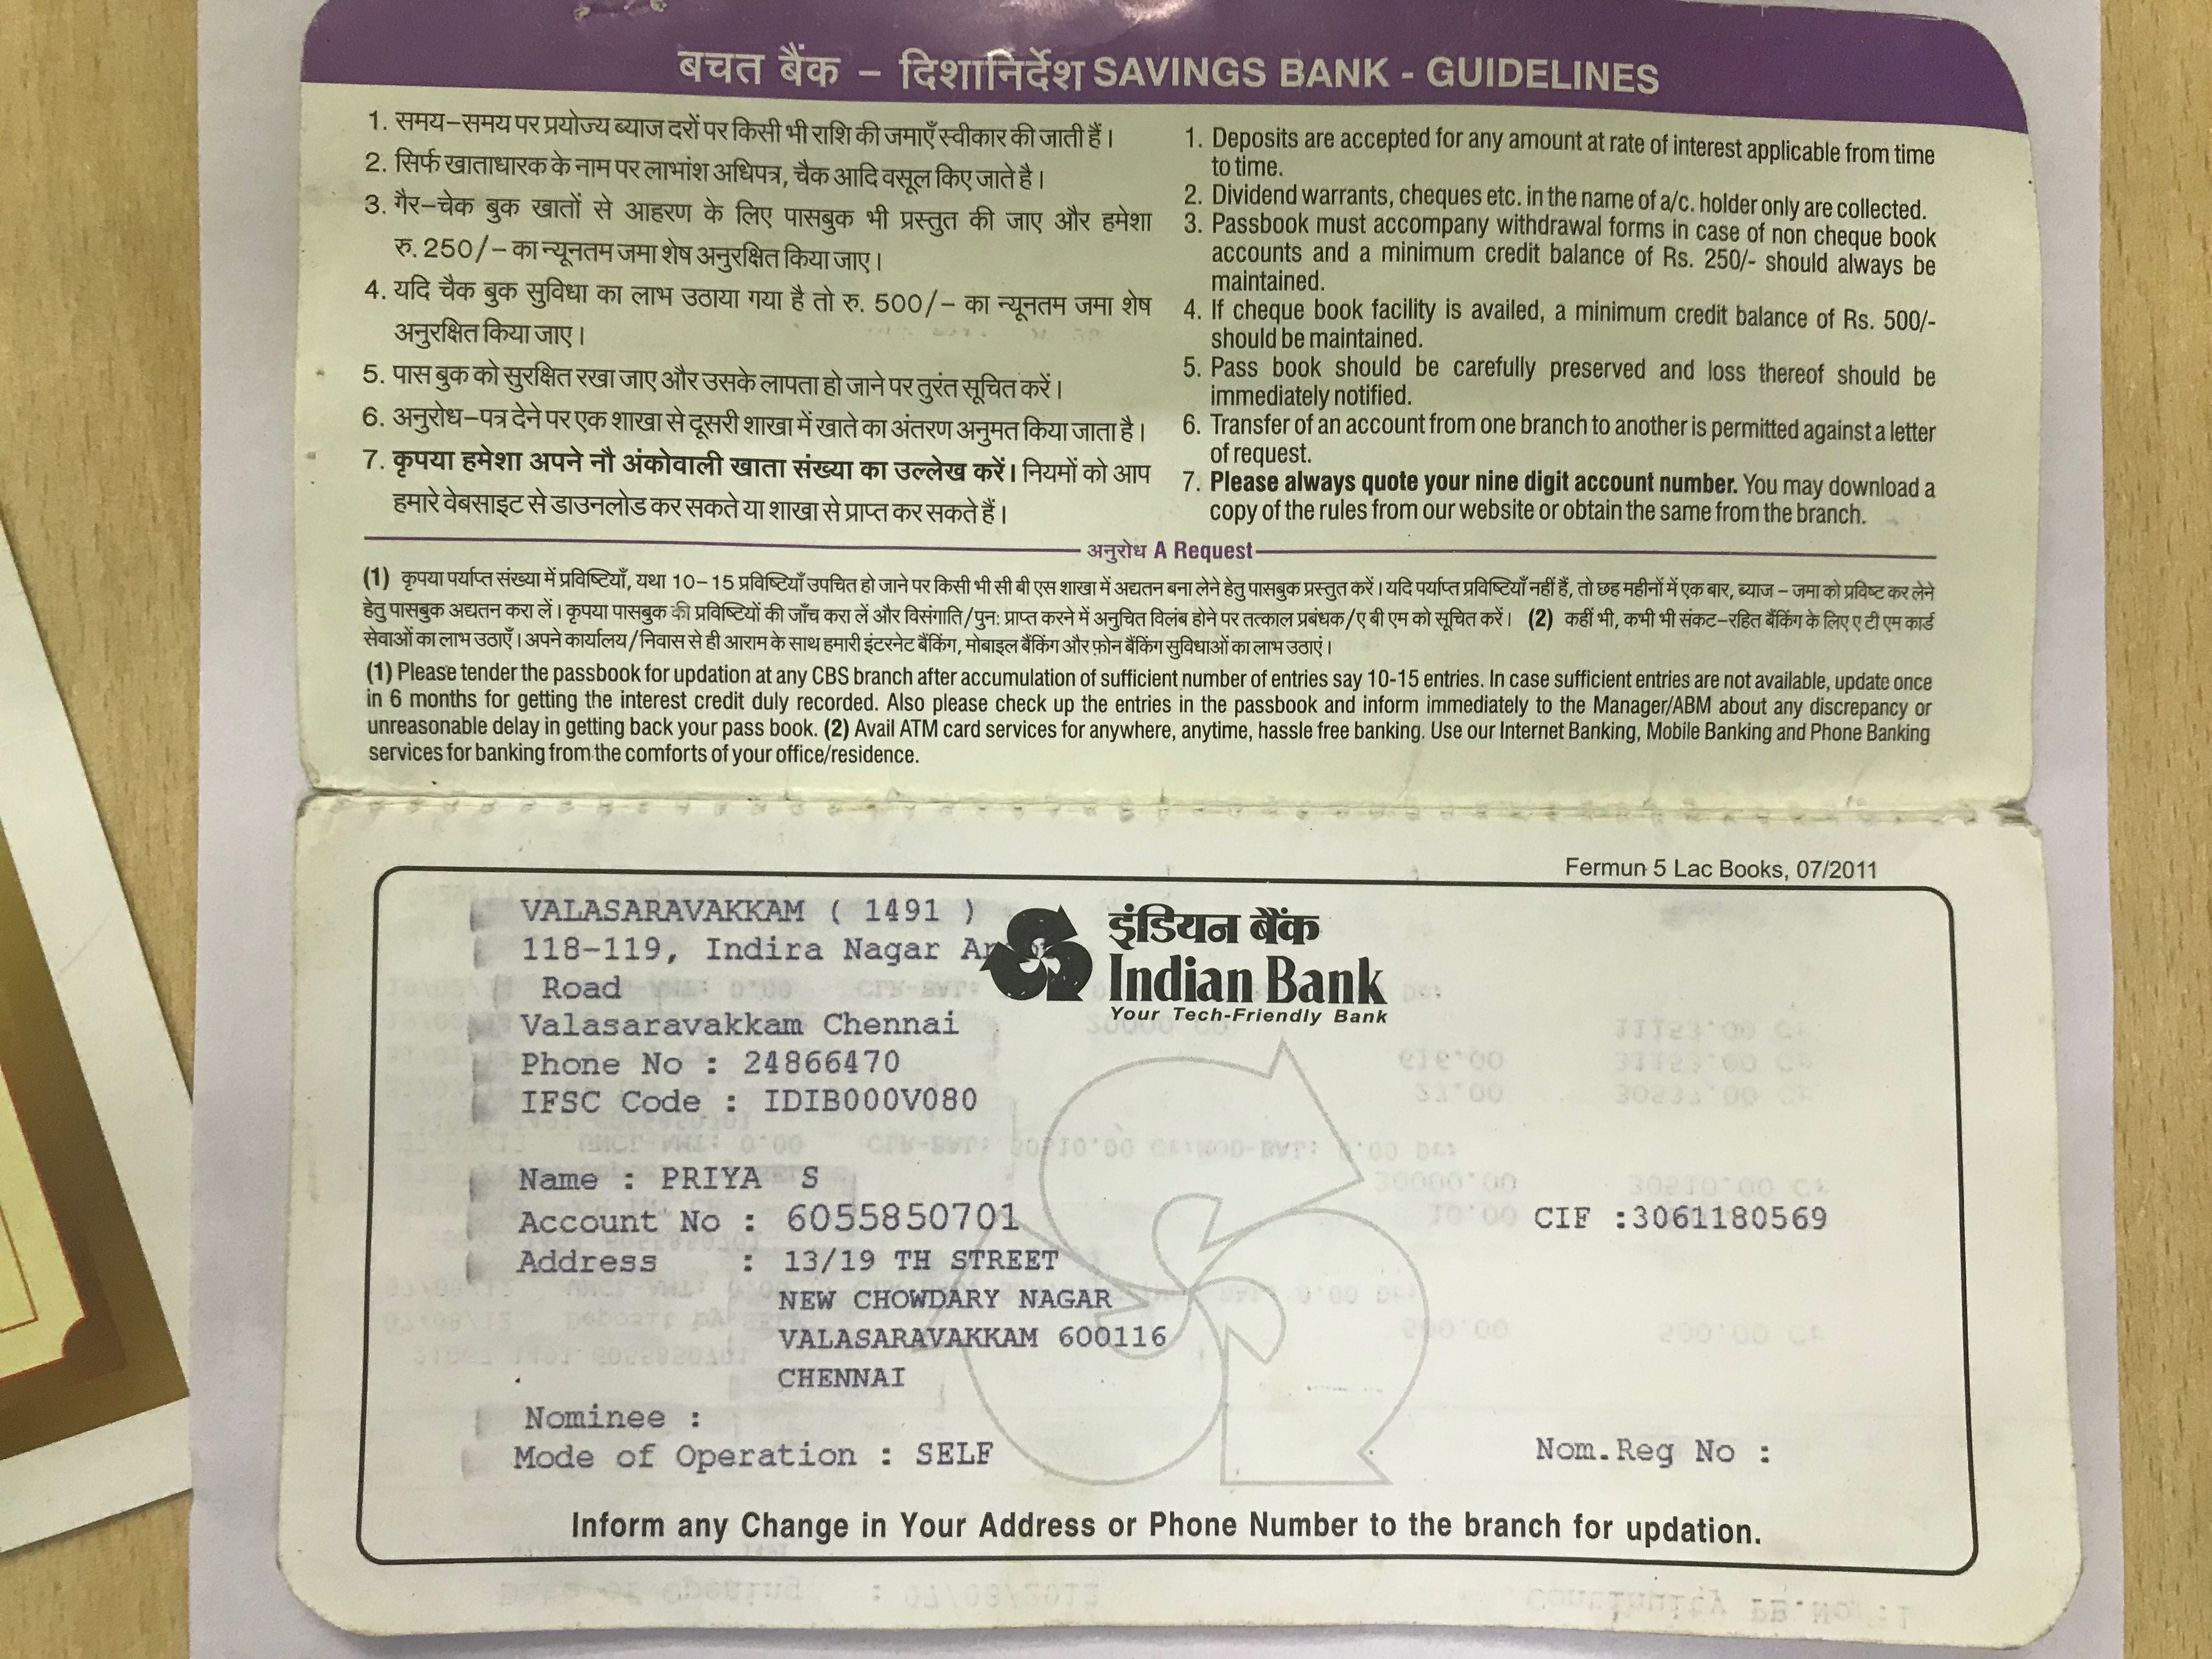 बचत बैंक – दिशानिर्देश SAVINGS BANK - GUIDELINES
1. समय–समय पर प्रयोज्य ब्याज दरों पर किसी भी राशि की जमाएँ स्वीकार की जाती हैं।
2. सिर्फ खाताधारक के नाम पर लाभांश अधिपत्र, चैक आदि वसूल किए जाते है।
3. गैर–चेक बुक खातों से आहरण के लिए पासबुक भी प्रस्तुत की जाए और हमेशा
रु. 250/– का न्यूनतम जमा शेष अनुरक्षित किया जाए।
4. यदि चैक बुक सुविधा का लाभ उठाया गया है तो रु. 500/– का न्यूनतम जमा शेष
अनुरक्षित किया जाए।
5. पास बुक को सुरक्षित रखा जाए और उसके लापता हो जाने पर तुरंत सूचित करें।
6. अनुरोध–पत्र देने पर एक शाखा से दूसरी शाखा में खाते का अंतरण अनुमत किया जाता है।
7. कृपया हमेशा अपने नौ अंकोवाली खाता संख्या का उल्लेख करें। नियमों को आप
हमारे वेबसाइट से डाउनलोड कर सकते या शाखा से प्राप्त कर सकते हैं।
1. Deposits are accepted for any amount at rate of interest applicable from time
to time.
2. Dividend warrants, cheques etc. in the name of a/c. holder only are collected.
3. Passbook must accompany withdrawal forms in case of non cheque book
accounts and a minimum credit balance of Rs. 250/- should always be
maintained.
4. If cheque book facility is availed, a minimum credit balance of Rs. 500/-
should be maintained.
5. Pass book should be carefully preserved and loss thereof should be
immediately notified.
6. Transfer of an account from one branch to another is permitted against a letter
of request.
7. Please always quote your nine digit account number. You may download a
copy of the rules from our website or obtain the same from the branch.
अनुरोध A Request
(1) कृपया पर्याप्त संख्या में प्रविष्टियाँ, यथा 10–15 प्रविष्टियाँ उपचित हो जाने पर किसी भी सी बी एस शाखा में अद्यतन बना लेने हेतु पासबुक प्रस्तुत करें। यदि पर्याप्त प्रविष्टियाँ नहीं हैं, तो छह महीनों में एक बार, ब्याज – जमा को प्रविष्ट कर लेने
हेतु पासबुक अद्यतन करा लें। कृपया पासबुक की प्रविष्टियों की जाँच करा लें और विसंगाति/पुन: प्राप्त करने में अनुचित विलंब होने पर तत्काल प्रबंधक/ए बी एम को सूचित करें। (2) कहीं भी, कभी भी संकट–रहित बैंकिंग के लिए ए टी एम कार्ड
सेवाओं का लाभ उठाएँ। अपने कार्यालय/निवास से ही आराम के साथ हमारी इंटरनेट बैंकिंग, मोबाइल बैंकिंग और फ़ोन बैंकिंग सुविधाओं का लाभ उठाएं।
(1) Please tender the passbook for updation at any CBS branch after accumulation of sufficient number of entries say 10-15 entries. In case sufficient entries are not available, update once
in 6 months for getting the interest credit duly recorded. Also please check up the entries in the passbook and inform immediately to the Manager/ABM about any discrepancy or
unreasonable delay in getting back your pass book. (2) Avail ATM card services for anywhere, anytime, hassle free banking. Use our Internet Banking, Mobile Banking and Phone Banking
services for banking from the comforts of your office/residence.
Fermun 5 Lac Books, 07/2011
VALASARAVAKKAM ( 1491 )
118-119, Indira Nagar
Road
Valasaravakkam Chennai
Phone No : 24866470
IFSC Code : IDIB000V080
इंडियन बैंक
Indian Bank
Your Tech-Friendly Bank
Name : PRIYA S
Account No : 6055850701 CIF :3061180569
Address : 13/19 TH STREET
NEW CHOWDARY NAGAR
VALASARAVAKKAM 600116
CHENNAI
Nominee :
Mode of Operation : SELF Nom.Reg No :
Inform any Change in Your Address or Phone Number to the branch for updation.